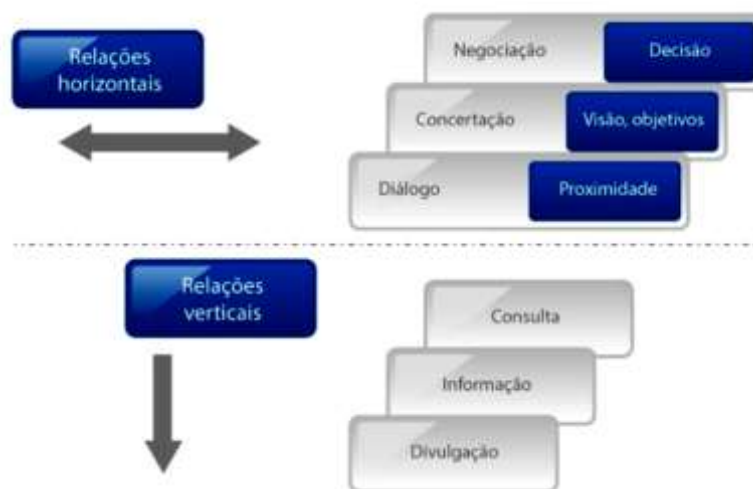 Relações
horizontais
Negociação
Decisão
Concertação
Visão, objetivos
Diálogo
Proximidade
Relações
verticais
Consulta
Informação
Divulgação